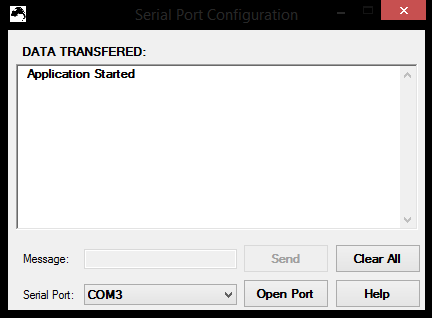 Serial Port Configuration
DATA TRANSFERED:
Application Started
Message:
Send
Clear All
Serial Port:
COM3
Open Port
Help